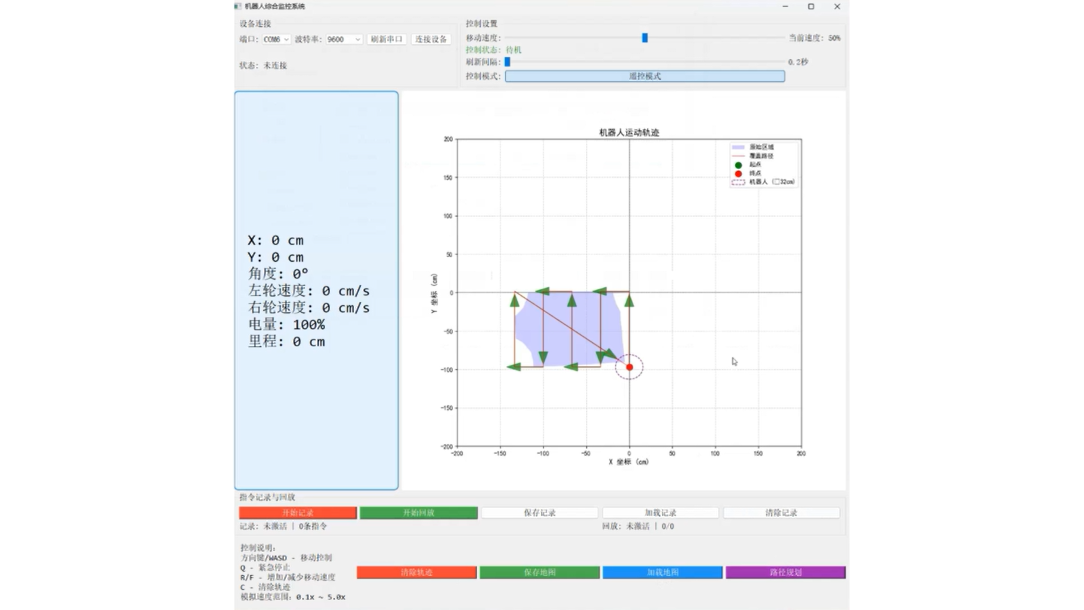 机器人综合监控系统
设备连接
端口: COM6 波特率: 9600 刷新串口 连接设备
状态: 未连接
控制设置
移动速度: 当前速度: 50%
控制状态: 待机
刷新间隔: 0.2秒
控制模式: 遥控模式
X: 0 cm
Y: 0 cm
角度: 0°
左轮速度: 0 cm/s
右轮速度: 0 cm/s
电量: 100%
里程: 0 cm
机器人运动轨迹
原始区域
覆盖路径
起点
终点
机器人 (□32cm)
200
150
100
50
0
-50
-100
-150
-200
Y 坐标 (cm)
-200 -150 -100 -50 0 50 100 150 200
X 坐标 (cm)
指令记录与回放
开始记录 开始回放 保存记录 加载记录 清除记录
记录: 未激活 | 0条指令 回放: 未激活 | 0/0
控制说明:
方向键/WASD - 移动控制
Q - 紧急停止
R/F - 增加/减少移动速度
C - 清除轨迹
模拟速度范围: 0.1x ~ 5.0x
清除轨迹 保存地图 加载地图 路径规划